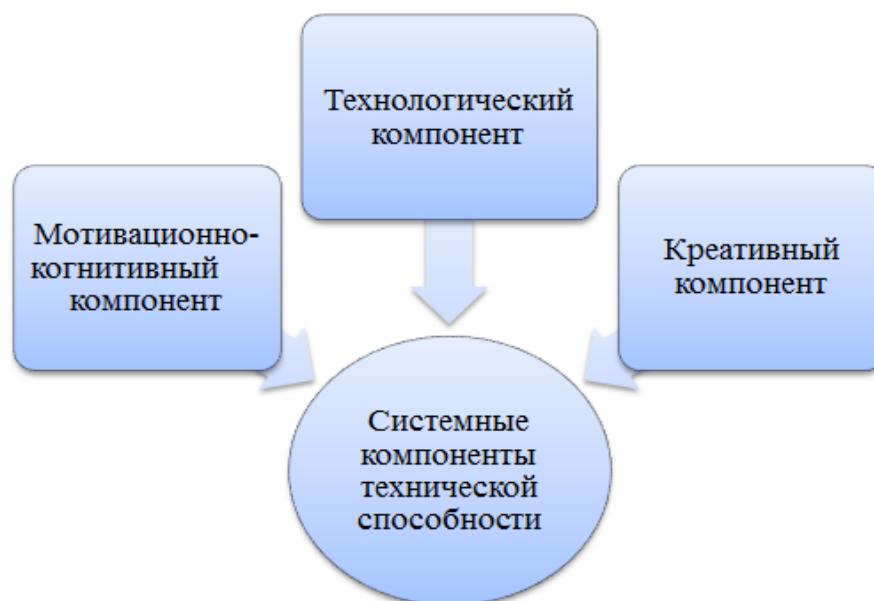 Технологический
компонент
Мотивационно-
когнитивный
компонент
Креативный
компонент
Системные
компоненты
технической
способности